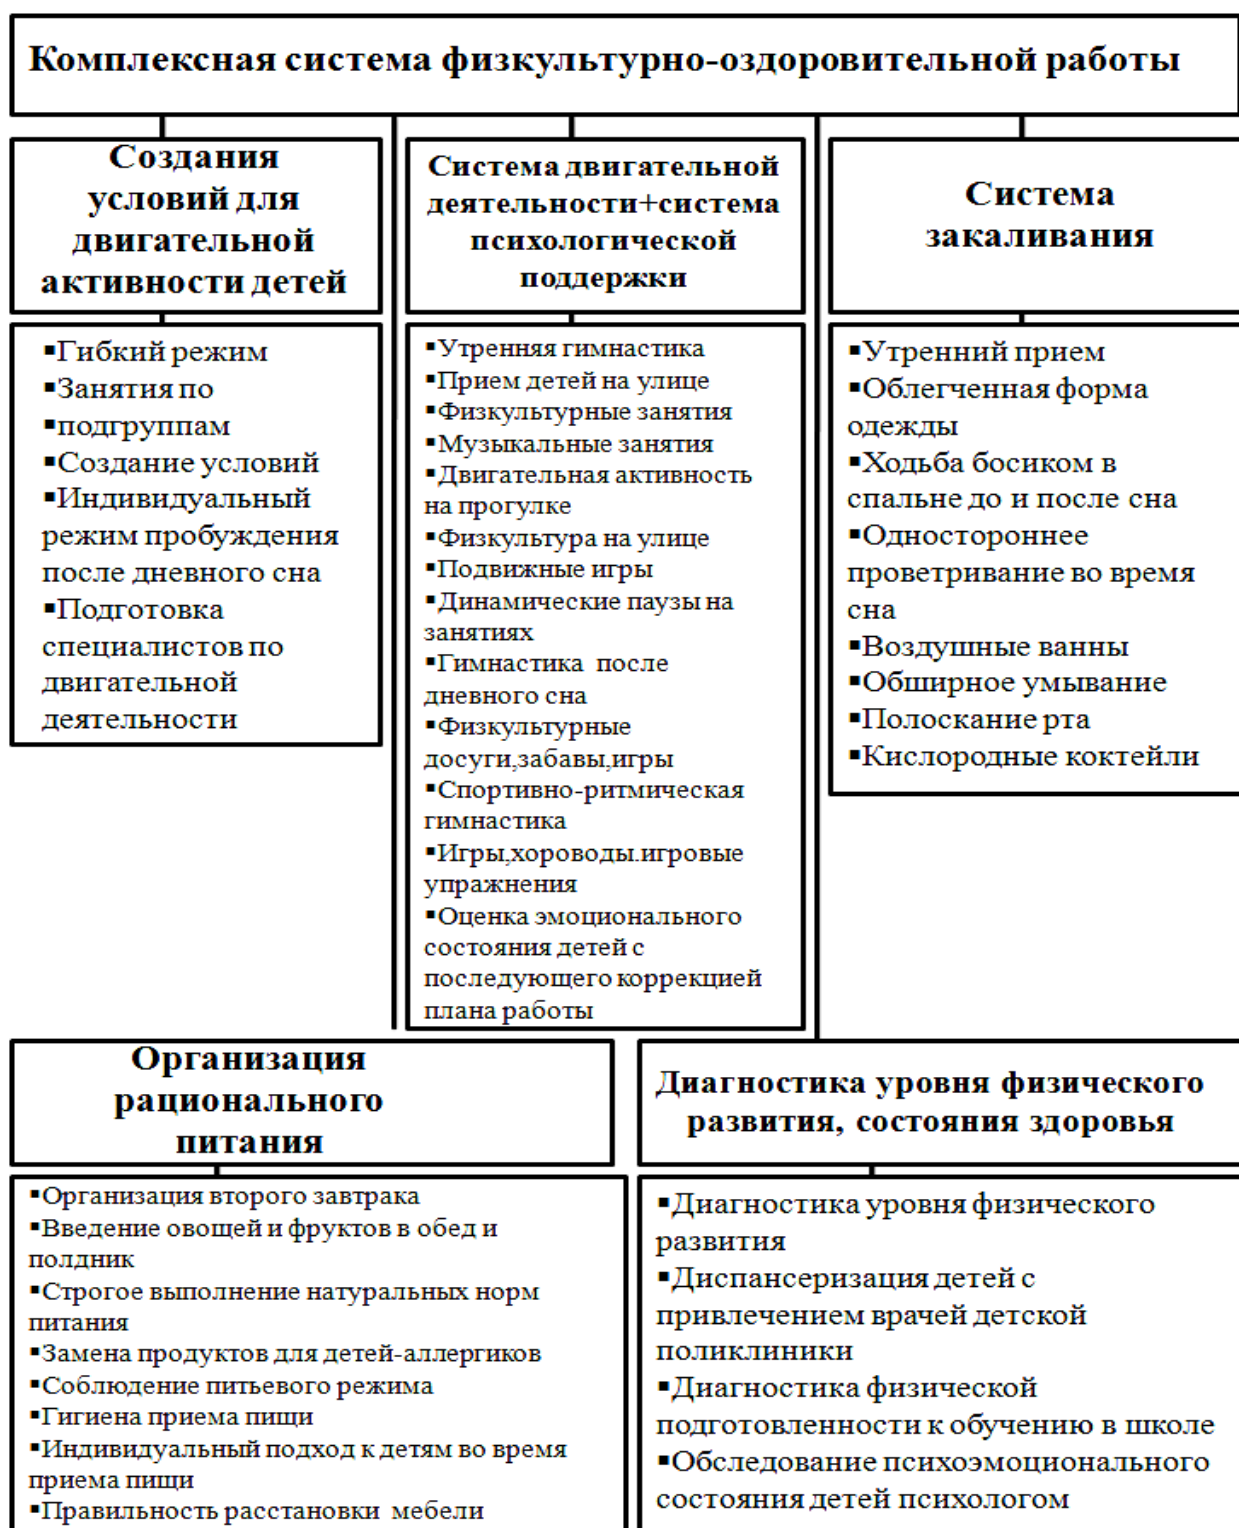 Комплексная система физкультурно-оздоровительной работы
Создания
условий для
двигательной
активности детей
▪Гибкий режим
▪Занятия по
▪подгруппам
▪Создание условий
▪Индивидуальный
режим пробуждения
после дневного сна
▪Подготовка
специалистов по
двигательной
деятельности
Система двигательной
деятельности+система
психологической
поддержки
▪Утренняя гимнастика
▪Прием детей на улице
▪Физкультурные занятия
▪Музыкальные занятия
▪Двигательная активность
на прогулке
▪Физкультура на улице
▪Подвижные игры
▪Динамические паузы на
занятиях
▪Гимнастика  после
дневного сна
▪Физкультурные
досуги,забавы,игры
▪Спортивно-ритмическая
гимнастика
▪Игры,хороводы.игровые
упражнения
▪Оценка эмоционального
состояния детей с
последующего коррекцией
плана работы
Система
закаливания
▪Утренний прием
▪Облегченная форма
одежды
▪Ходьба босиком в
спальне до и после сна
▪Одностороннее
проветривание во время
сна
▪Воздушные ванны
▪Обширное умывание
▪Полоскание рта
▪Кислородные коктейли
Организация
рационального
питания
▪Организация второго завтрака
▪Введение овощей и фруктов в обед и
полдник
▪Строгое выполнение натуральных норм
питания
▪Замена продуктов для детей-аллергиков
▪Соблюдение питьевого режима
▪Гигиена приема пищи
▪Индивидуальный подход к детям во время
приема пищи
▪Правильность расстановки  мебели
Диагностика уровня физического
развития, состояния здоровья
▪Диагностика уровня физического
развития
▪Диспансеризация детей с
привлечением врачей детской
поликлиники
▪Диагностика физической
подготовленности к обучению в школе
▪Обследование психоэмоционального
состояния детей психологом